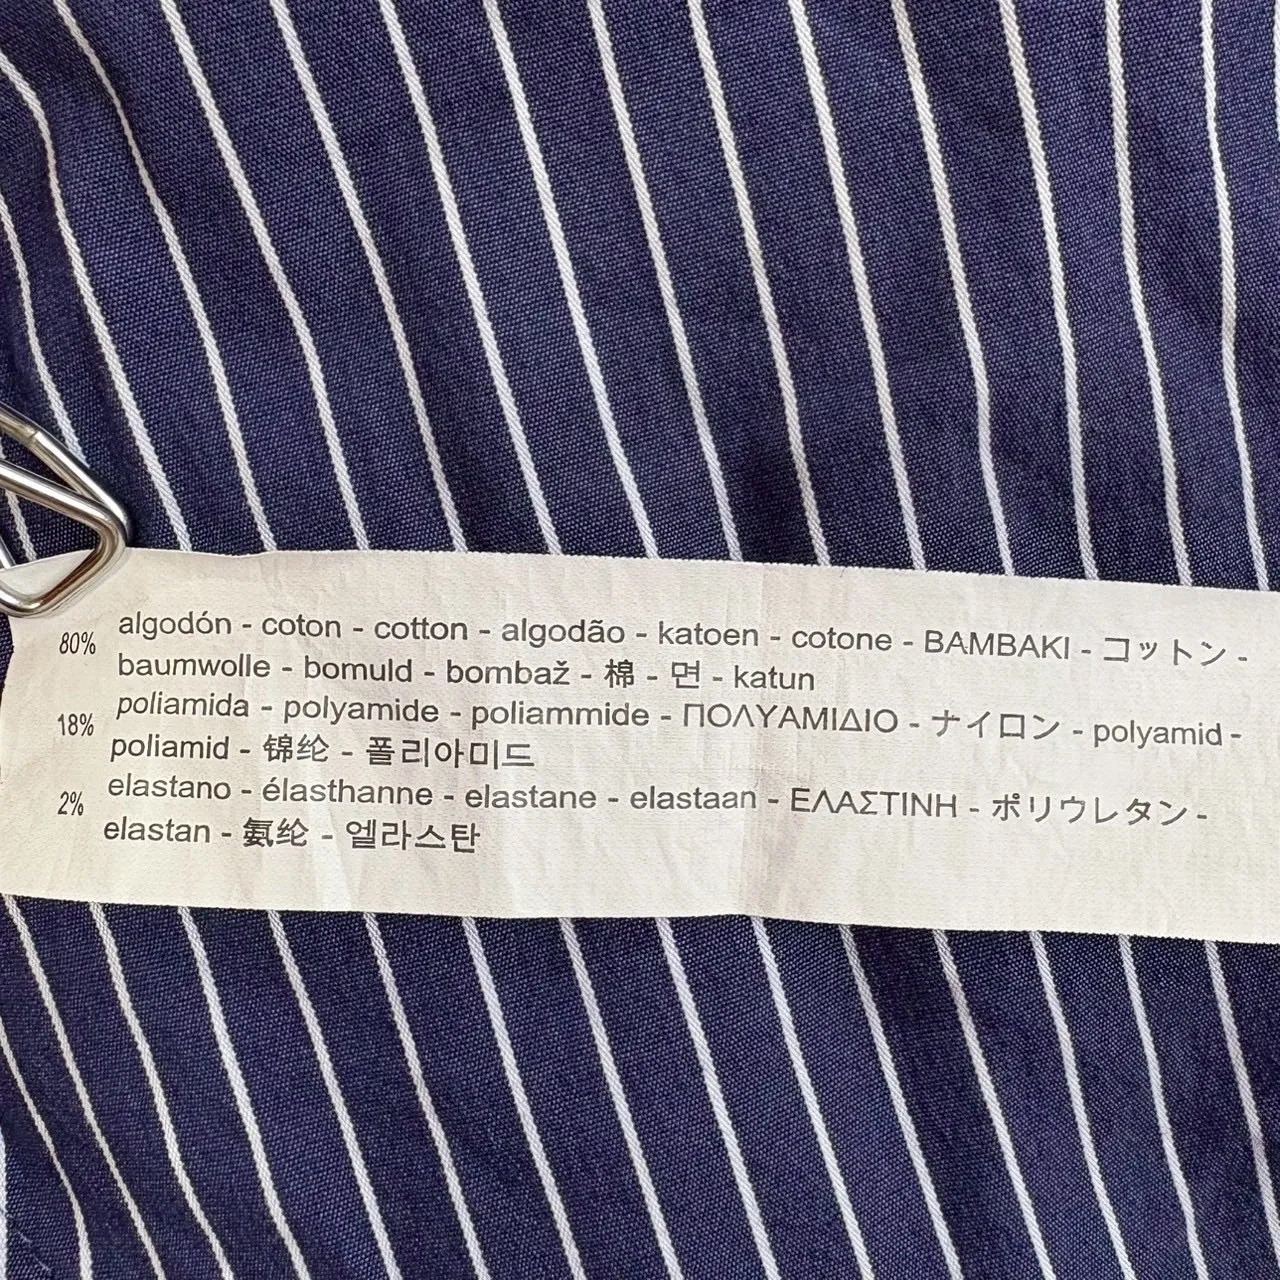 80% algodón - coton - cotton - algodão - katoen - cotone - BAMBAKI - コットン -
baumwolle - bomuld - bombaž - 棉 - 면 - katun
18% poliamida - polyamide - poliammide - ΠΟΛΥΑΜΙΔΙΟ - ナイロン - polyamid -
poliamid - 锦纶 - 폴리아미드
2% elastano - élasthanne - elastane - elastaan - ΕΛΑΣΤΙΝΗ - ポリウレタン -
elastan - 氨纶 - 엘라스탄